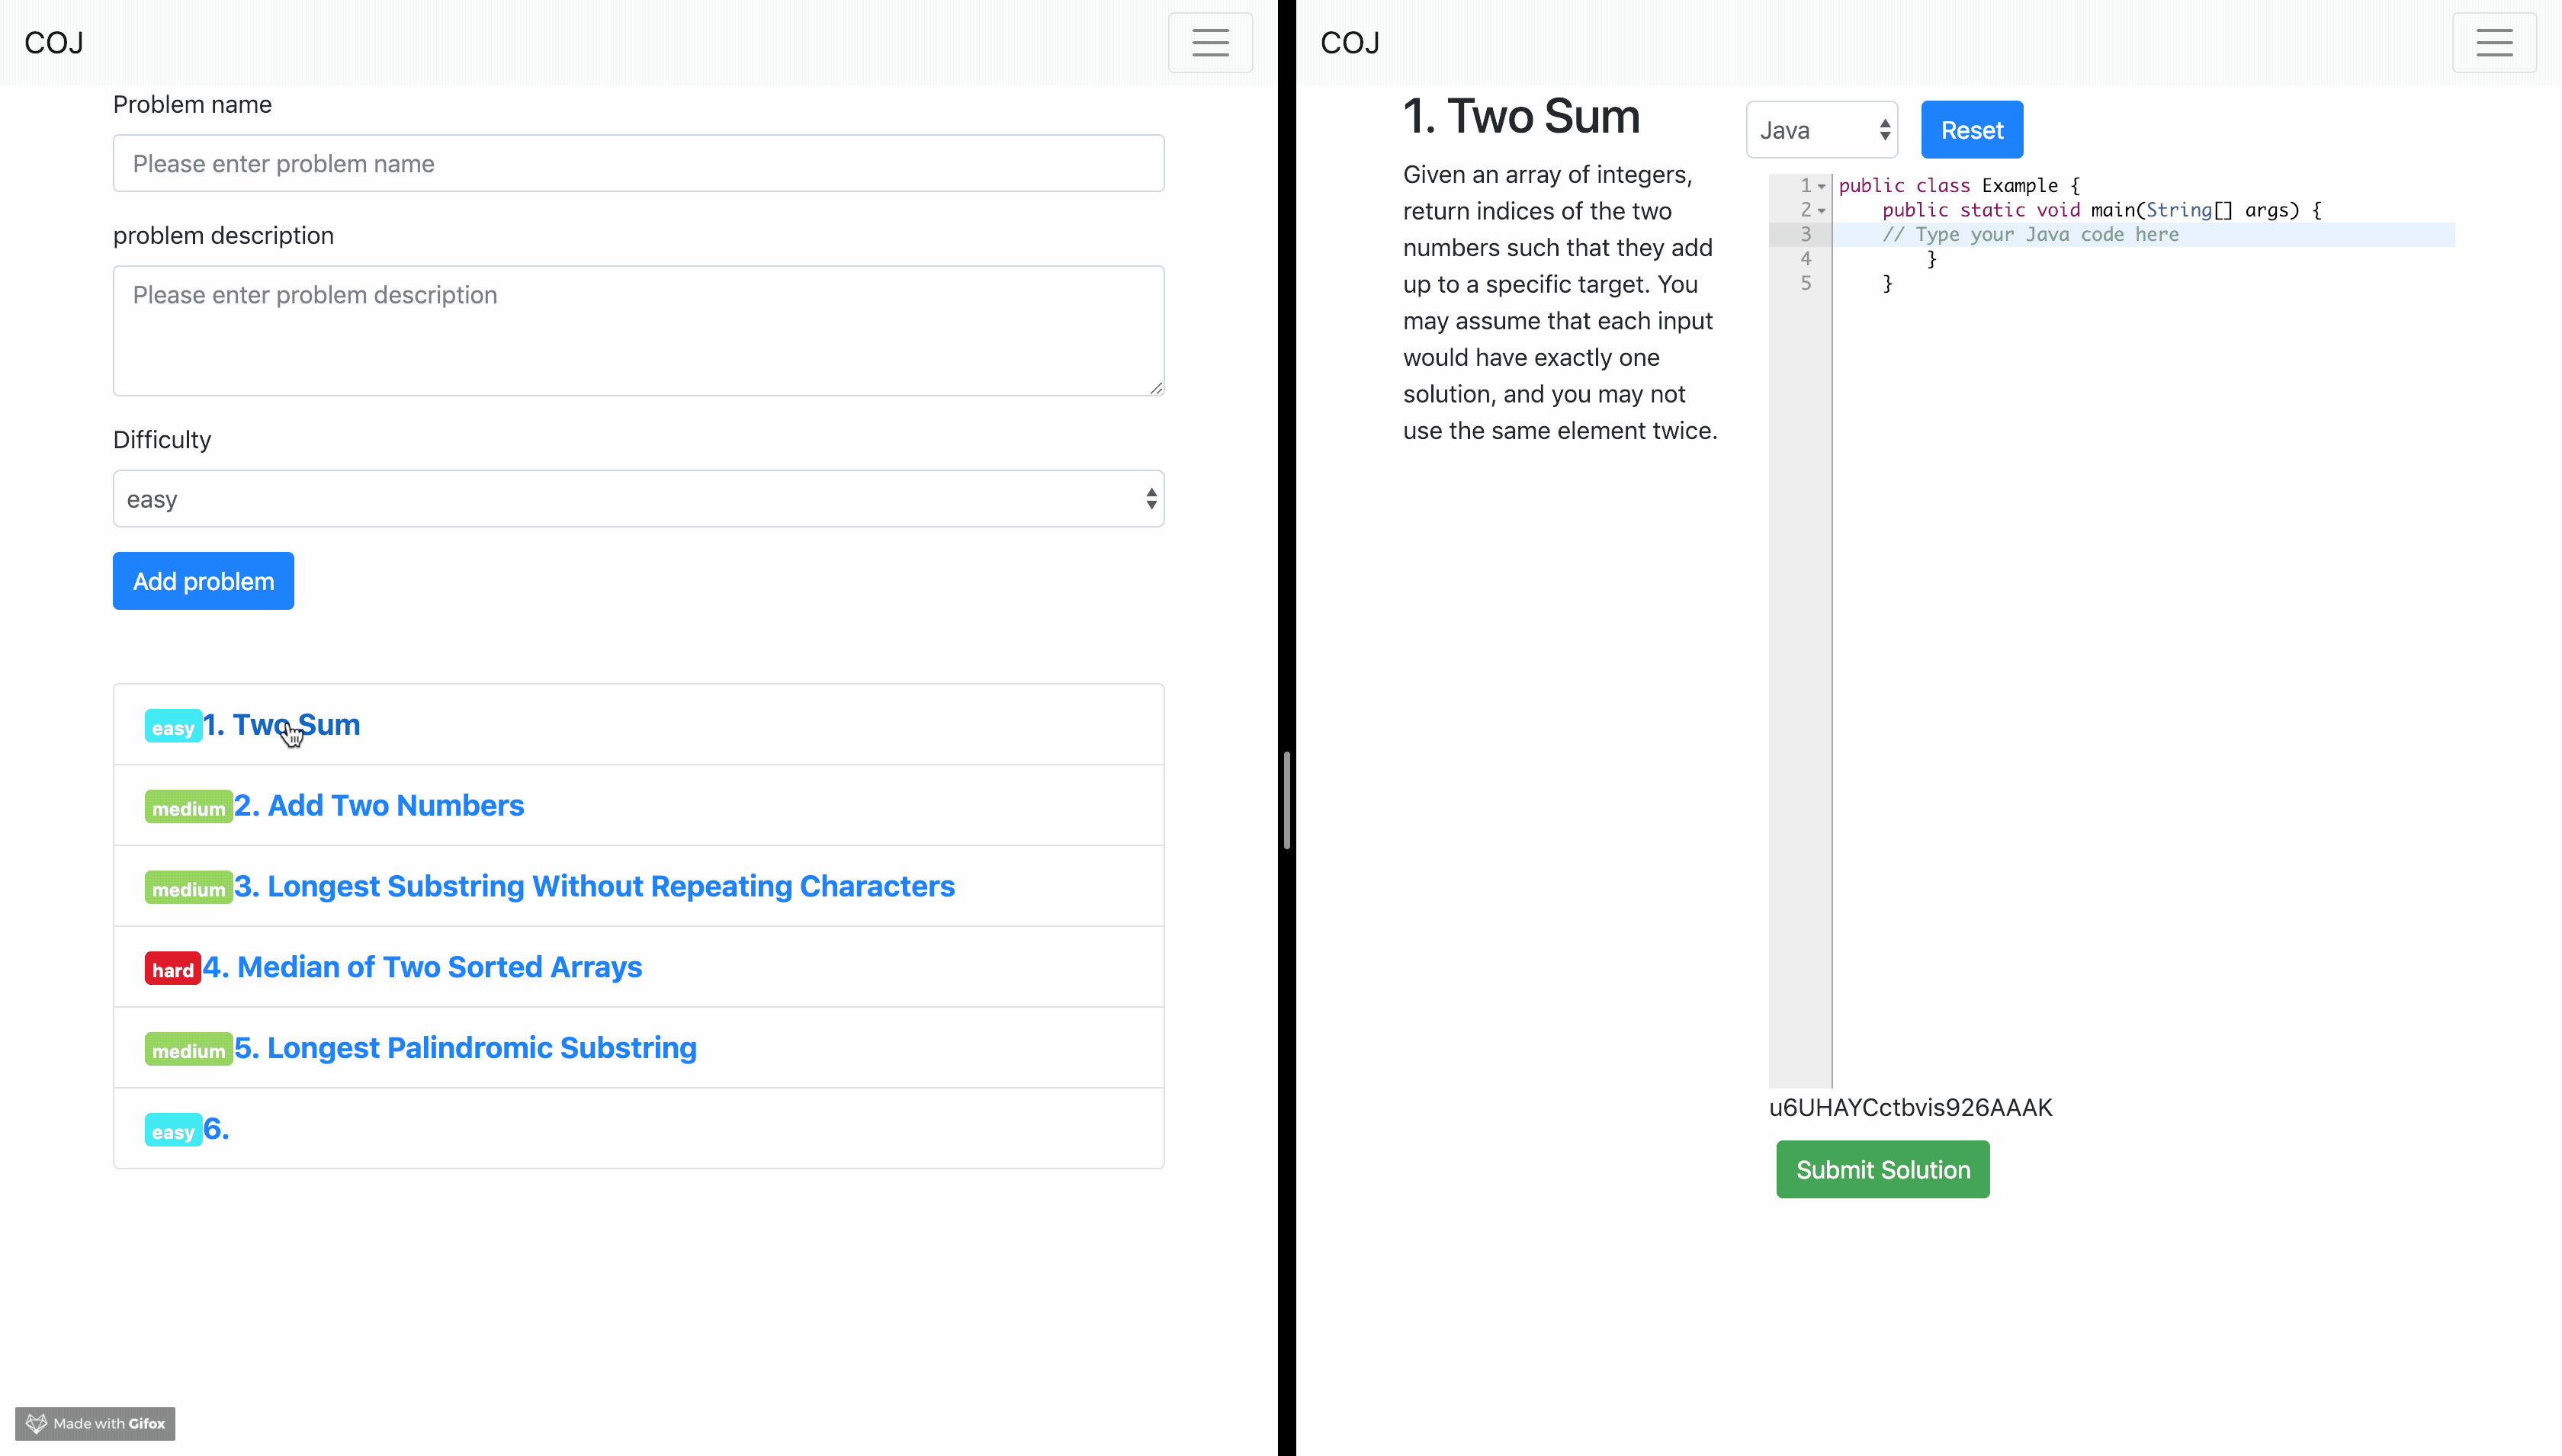 COJ
Problem name
Please enter problem name
problem description
Please enter problem description
Difficulty
easy
Add problem
easy 1. Two Sum
medium 2. Add Two Numbers
medium 3. Longest Substring Without Repeating Characters
hard 4. Median of Two Sorted Arrays
medium 5. Longest Palindromic Substring
easy 6.
Made with Gifox
COJ
1. Two Sum
Given an array of integers,
return indices of the two
numbers such that they add
up to a specific target. You
may assume that each input
would have exactly one
solution, and you may not
use the same element twice.
Java
Reset
1 public class Example {
2 public static void main(String[] args) {
3 // Type your Java code here
4 }
5 }
u6UHAYCctbvis926AAAK
Submit Solution